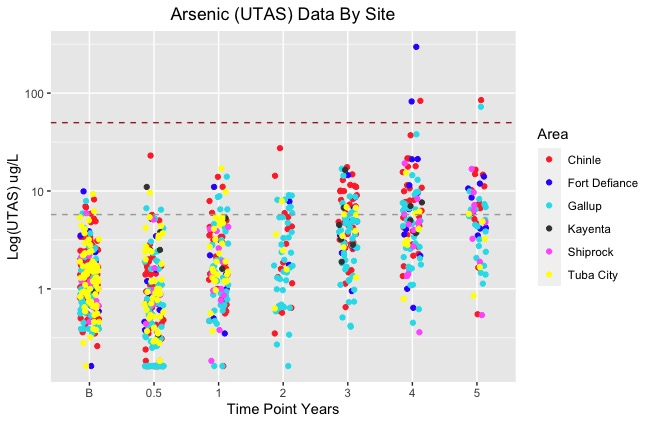 Arsenic (UTAS) Data By Site
Log(UTAS) ug/L
100
10
1
B 0.5 1 2 3 4 5
Time Point Years
Area
Chinle
Fort Defiance
Gallup
Kayenta
Shiprock
Tuba City